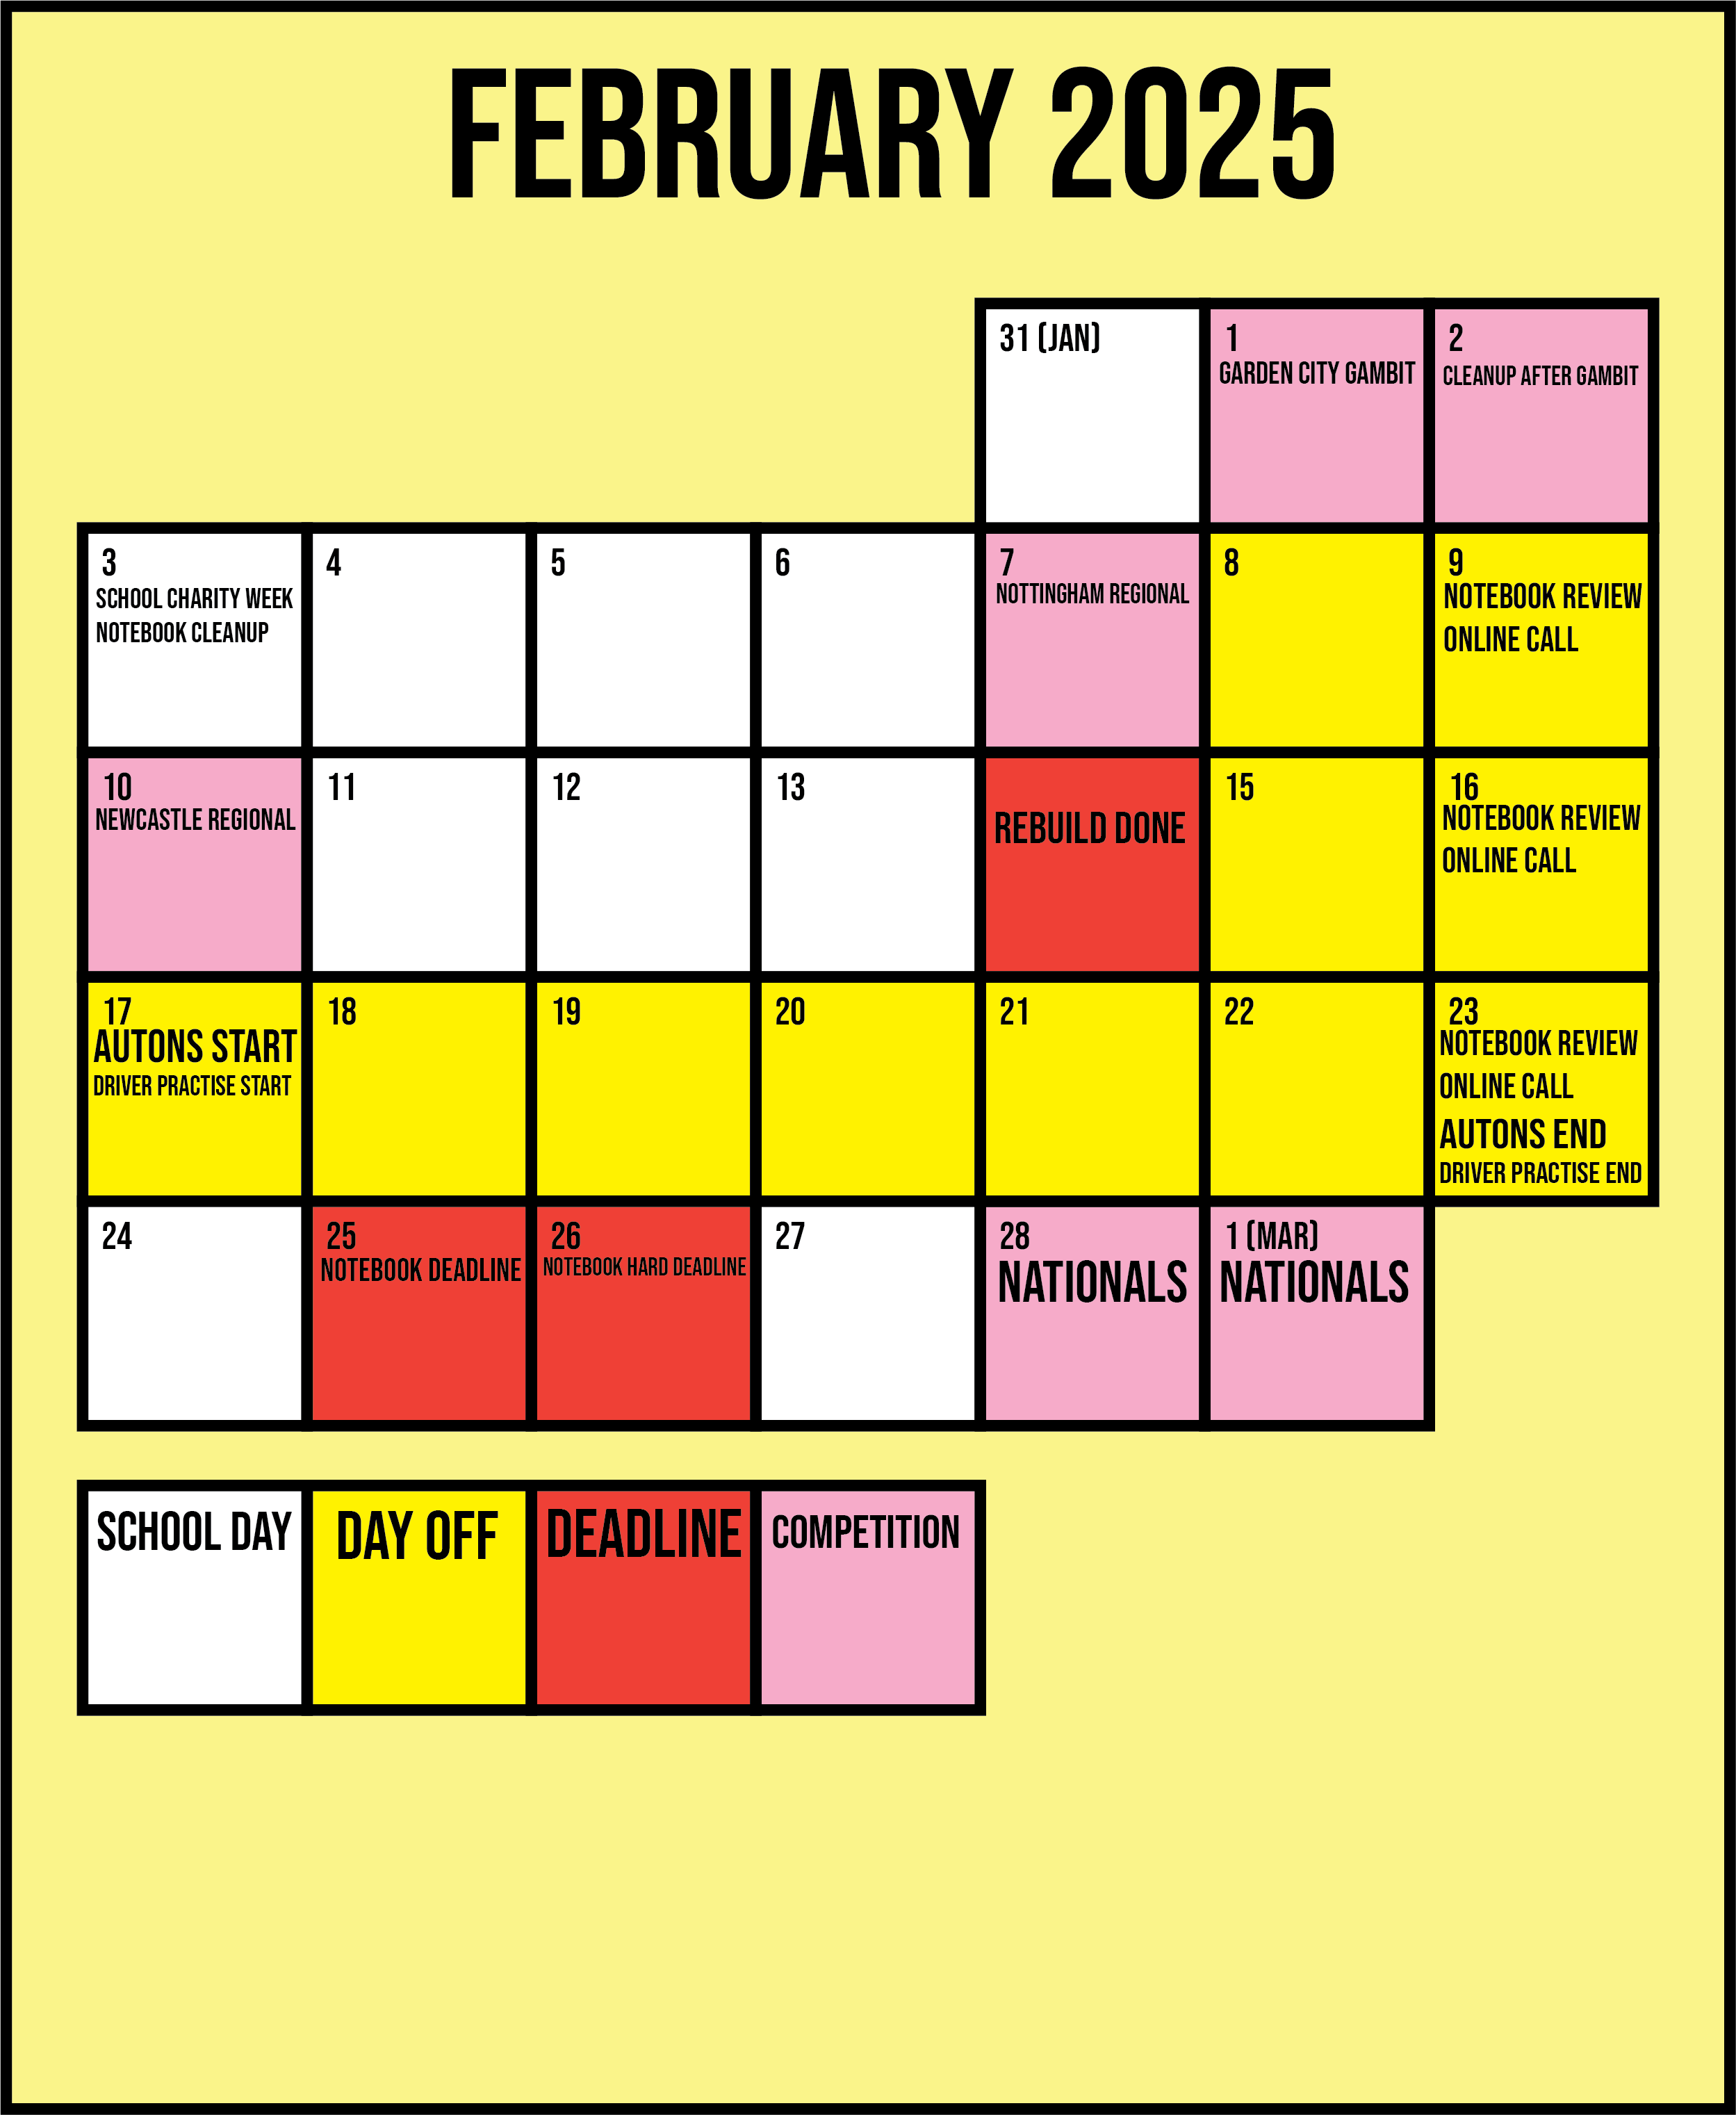 FEBRUARY 2025
31 (JAN)
1
GARDEN CITY GAMBIT
2
CLEANUP AFTER GAMBIT
3
SCHOOL CHARITY WEEK
NOTEBOOK CLEANUP
4
5
6
7
NOTTINGHAM REGIONAL
8
9
NOTEBOOK REVIEW
ONLINE CALL
10
NEWCASTLE REGIONAL
11
12
13
REBUILD DONE
15
16
NOTEBOOK REVIEW
ONLINE CALL
17
AUTONS START
DRIVER PRACTISE START
18
19
20
21
22
23
NOTEBOOK REVIEW
ONLINE CALL
AUTONS END
DRIVER PRACTISE END
24
25
NOTEBOOK DEADLINE
26
NOTEBOOK HARD DEADLINE
27
28
NATIONALS
1 (MAR)
NATIONALS
SCHOOL DAY
DAY OFF
DEADLINE
COMPETITION